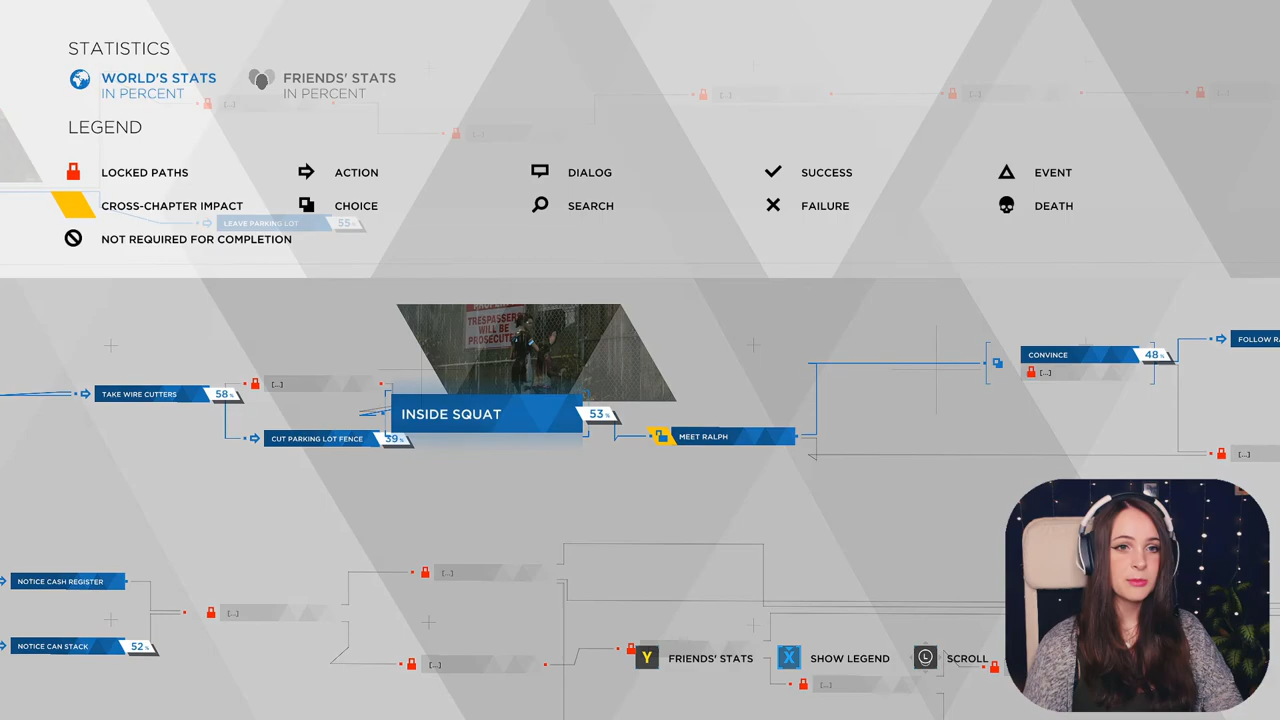 STATISTICS
WORLD'S STATS
IN PERCENT
FRIENDS' STATS
IN PERCENT
LEGEND
LOCKED PATHS
ACTION
DIALOG
SUCCESS
EVENT
CROSS-CHAPTER IMPACT
CHOICE
SEARCH
FAILURE
DEATH
NOT REQUIRED FOR COMPLETION
[...]
[...]
[...]
[...]
[...]
LEAVE PARKING LOT 55%
TRESPASSERS
WILL BE
PROSECUTED
CONVINCE 48%
[...]
TAKE WIRE CUTTERS 58%
[...]
INSIDE SQUAT 53%
CUT PARKING LOT FENCE 39%
MEET RALPH
[...]
NOTICE CASH REGISTER
[...]
[...]
NOTICE CAN STACK 52%
[...]
[...]
Y FRIENDS' STATS
X SHOW LEGEND
L SCROLL